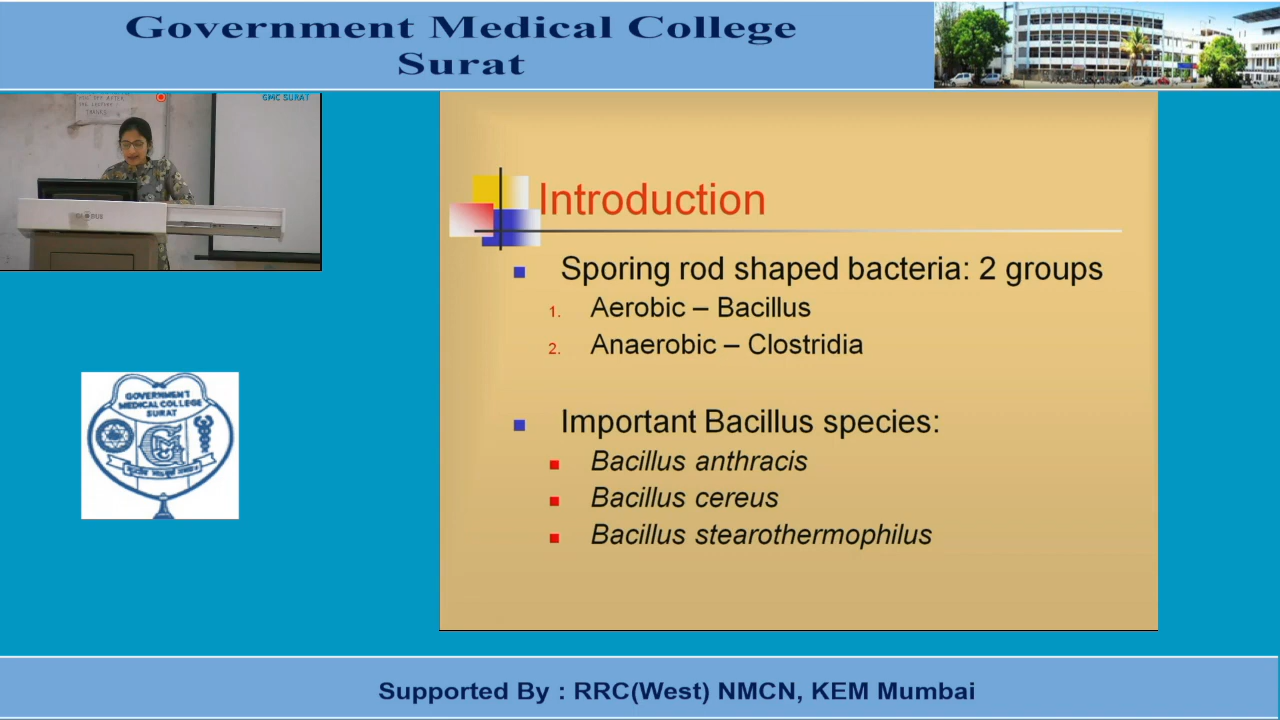 Government Medical College
Surat
GMC SURAT
Introduction
Sporing rod shaped bacteria: 2 groups
1. Aerobic – Bacillus
2. Anaerobic – Clostridia
Important Bacillus species:
Bacillus anthracis
Bacillus cereus
Bacillus stearothermophilus
GOVERNMENT
MEDICAL COLLEGE
SURAT
Supported By : RRC(West) NMCN, KEM Mumbai